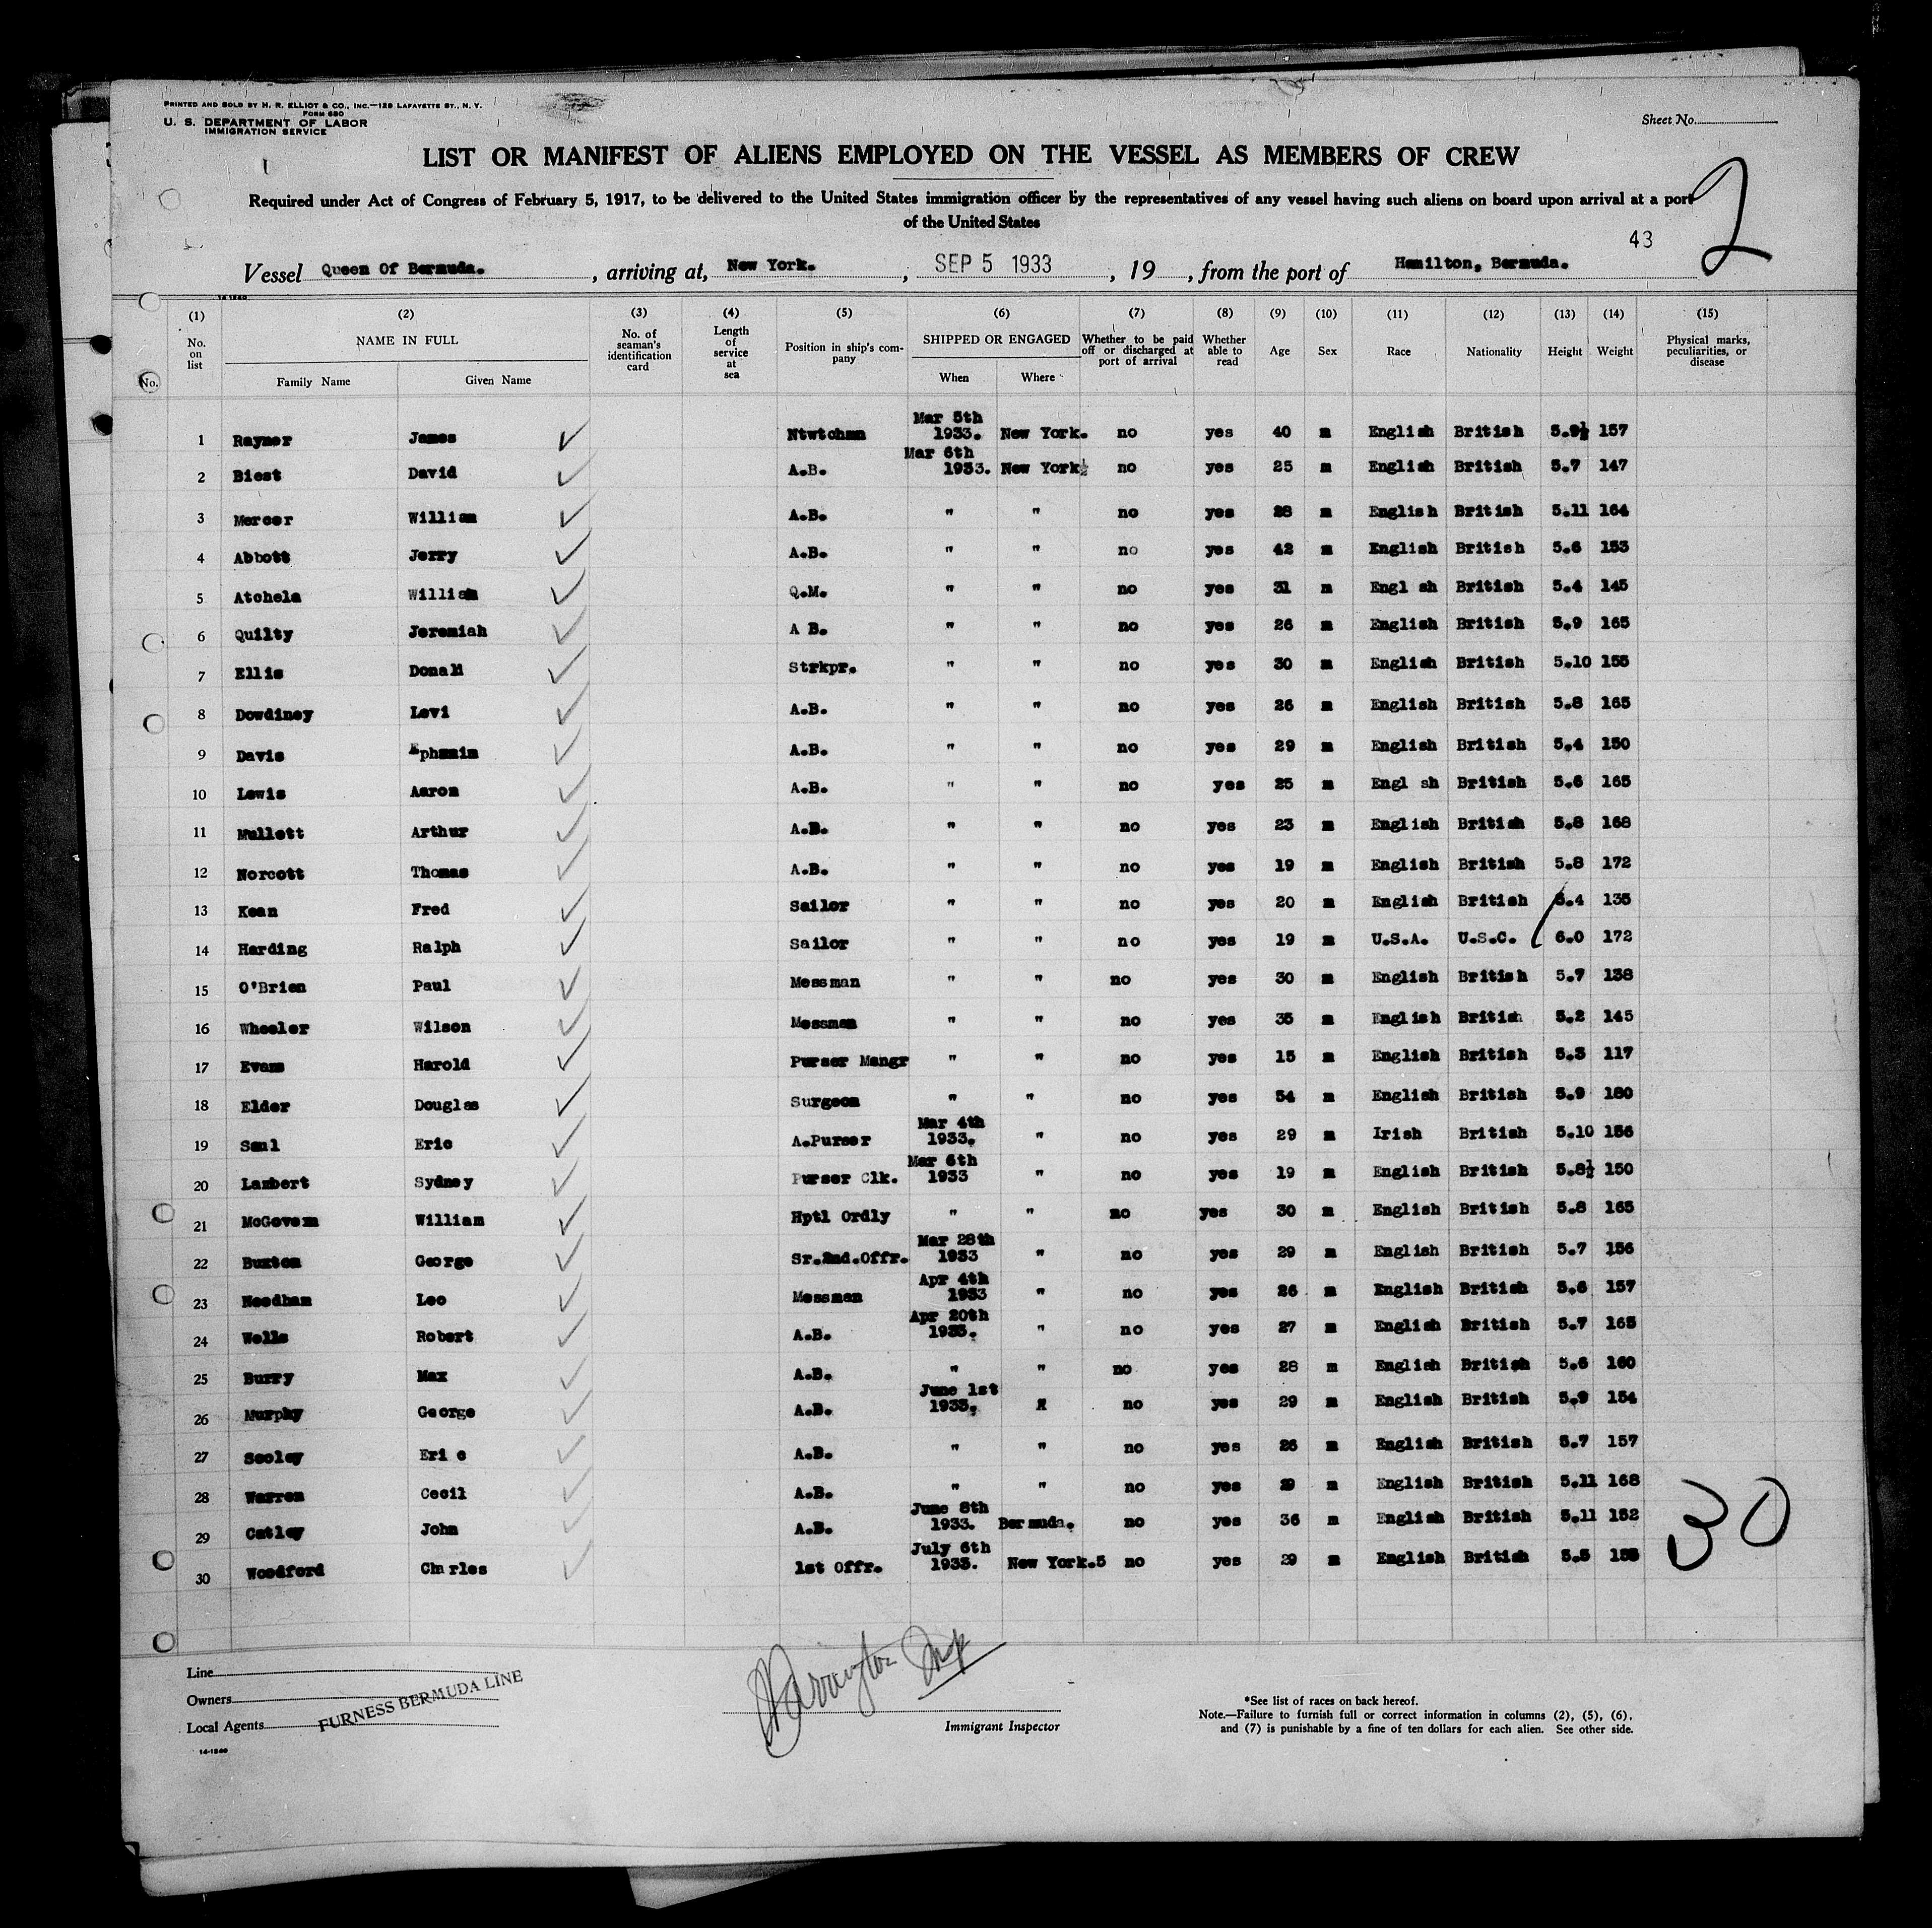 PRINTED AND SOLD BY H. R. ELLIOT & CO., INC.—129 LAFAYETTE ST., N. Y.
FORM 680
U. S. DEPARTMENT OF LABOR
IMMIGRATION SERVICE
Sheet No.
LIST OR MANIFEST OF ALIENS EMPLOYED ON THE VESSEL AS MEMBERS OF CREW
Required under Act of Congress of February 5, 1917, to be delivered to the United States immigration officer by the representatives of any vessel having such aliens on board upon arrival at a port
of the United States
2
43
Vessel Queen Of Bermuda. , arriving at, New York. , SEP 5 1933 , 19 , from the port of Hamilton, Bermuda.
14-1240
(1) (2) (3) (4) (5) (6) (7) (8) (9) (10) (11) (12) (13) (14) (15)
No. No. on list NAME IN FULL Family Name Given Name No. of seaman's identification card Length of service at sea Position in ship's company SHIPPED OR ENGAGED When Where Whether to be paid off or discharged at port of arrival Whether able to read Age Sex Race Nationality Height Weight Physical marks, peculiarities, or disease
1 Rayner James Ntwtchmn Mar 5th 1933. New York. no yes 40 m English British 5.9½ 157
2 Biest David A.B. Mar 6th 1933. New York. no yes 25 m English British 5.7 147
3 Mercer William A.B. " " no yes 28 m English British 5.11 164
4 Abbott Jerry A.B. " " no yes 42 m English British 5.6 153
5 Atchela William Q.M. " " no yes 31 m Engl sh British 5.4 145
6 Quilty Jeremiah A B. " " no yes 26 m English British 5.9 165
7 Ellis Donald Strkpr. " " no yes 30 m English British 5.10 155
8 Dowdiney Levi A.B. " " no yes 26 m English British 5.8 165
9 Davis Ephmaim A.B. " " no yes 29 m English British 5.4 150
10 Lewis Aaron A.B. " " no yes 25 m Engl sh British 5.6 165
11 Mullett Arthur A.B. " " no yes 23 m English British 5.8 168
12 Norcott Thomas A.B. " " no yes 19 m English British 5.8 172
13 Kean Fred Sailor " " no yes 20 m English British 5.4 135
14 Harding Ralph Sailor " " no yes 19 m U.S.A. U.S.C. 6.0 172
15 O'Brien Paul Messman " " no yes 30 m English British 5.7 138
16 Wheeler Wilson Messman " " no yes 35 m English British 5.2 145
17 Evans Harold Purser Mangr " " no yes 15 m English British 5.3 117
18 Elder Douglas Surgeon " " no yes 54 m English British 5.9 180
19 Saul Eric A.Purser Mar 4th 1933. " no yes 29 m Irish British 5.10 156
20 Lambert Sydney Purser Clk. Mar 6th 1933 " no yes 19 m English British 5.8½ 150
21 McGovern William Hptl Ordly " " no yes 30 m English British 5.8 165
22 Buxton George Sr.2nd.Offr. Mar 28th 1933 " no yes 29 m English British 5.7 156
23 Needham Leo Messman Apr 4th 1933 " no yes 26 m English British 5.6 157
24 Wells Robert A.B. Apr 20th 1933. " no yes 27 m English British 5.7 165
25 Burry Max A.B. " " no yes 28 m English British 5.6 160
26 Murphy George A.B. June 1st 1933. " no yes 29 m English British 5.9 154
27 Seeley Eri c A.B. " " no yes 26 m English British 5.7 157
28 Warren Cecil A.B. " " no yes 29 m English British 5.11 168
29 Catley John A.B. June 8th 1933. Bermuda. no yes 36 m English British 5.11 152
30 Woodford Charles 1st Offr. July 6th 1933. New York.5 no yes 29 m English British 5.5
30
Line
Owners
Local Agents FURNESS BERMUDA LINE
14-1240
Immigrant Inspector
*See list of races on back hereof.
Note.—Failure to furnish full or correct information in columns (2), (5), (6),
and (7) is punishable by a fine of ten dollars for each alien. See other side.